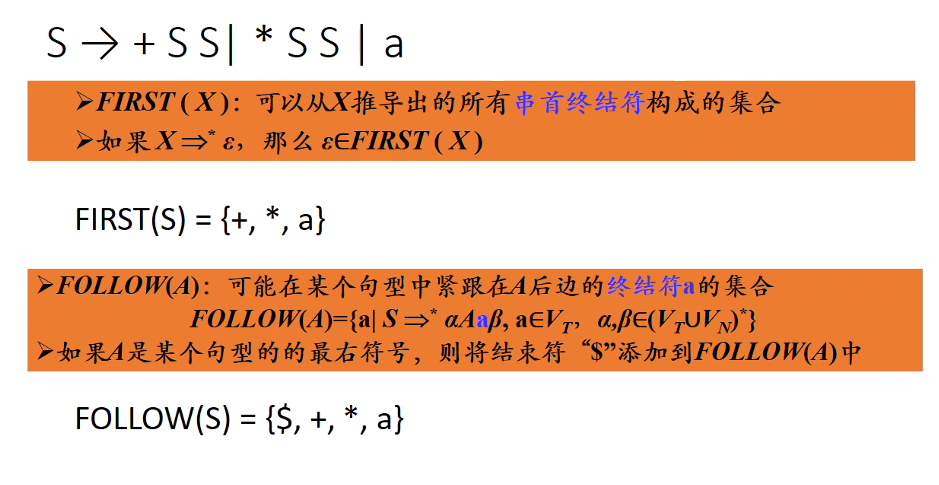 S → + S S| * S S | a
➢FIRST ( X )：可以从X推导出的所有串首终结符构成的集合
➢如果 X ⇒* ε，那么 ε∈FIRST ( X )
FIRST(S) = {+, *, a}
➢FOLLOW(A)：可能在某个句型中紧跟在A后边的终结符a的集合
FOLLOW(A)={a| S ⇒* αAaβ, a∈V_T，α,β∈(V_T∪V_N)*}
➢如果A是某个句型的的最右符号，则将结束符“$”添加到FOLLOW(A)中
FOLLOW(S) = {$, +, *, a}